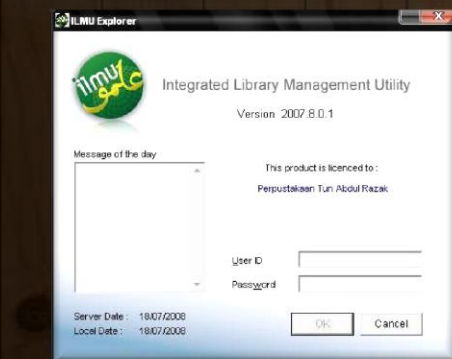 ILMU Explorer
ilmu
علمو
Integrated Library Management Utility
Version 2007.8.0.1
Message of the day
This product is licenced to :
Perpustakaan Tun Abdul Razak
User ID
Password
Server Date : 18/07/2008
Local Date : 18/07/2008
OK
Cancel